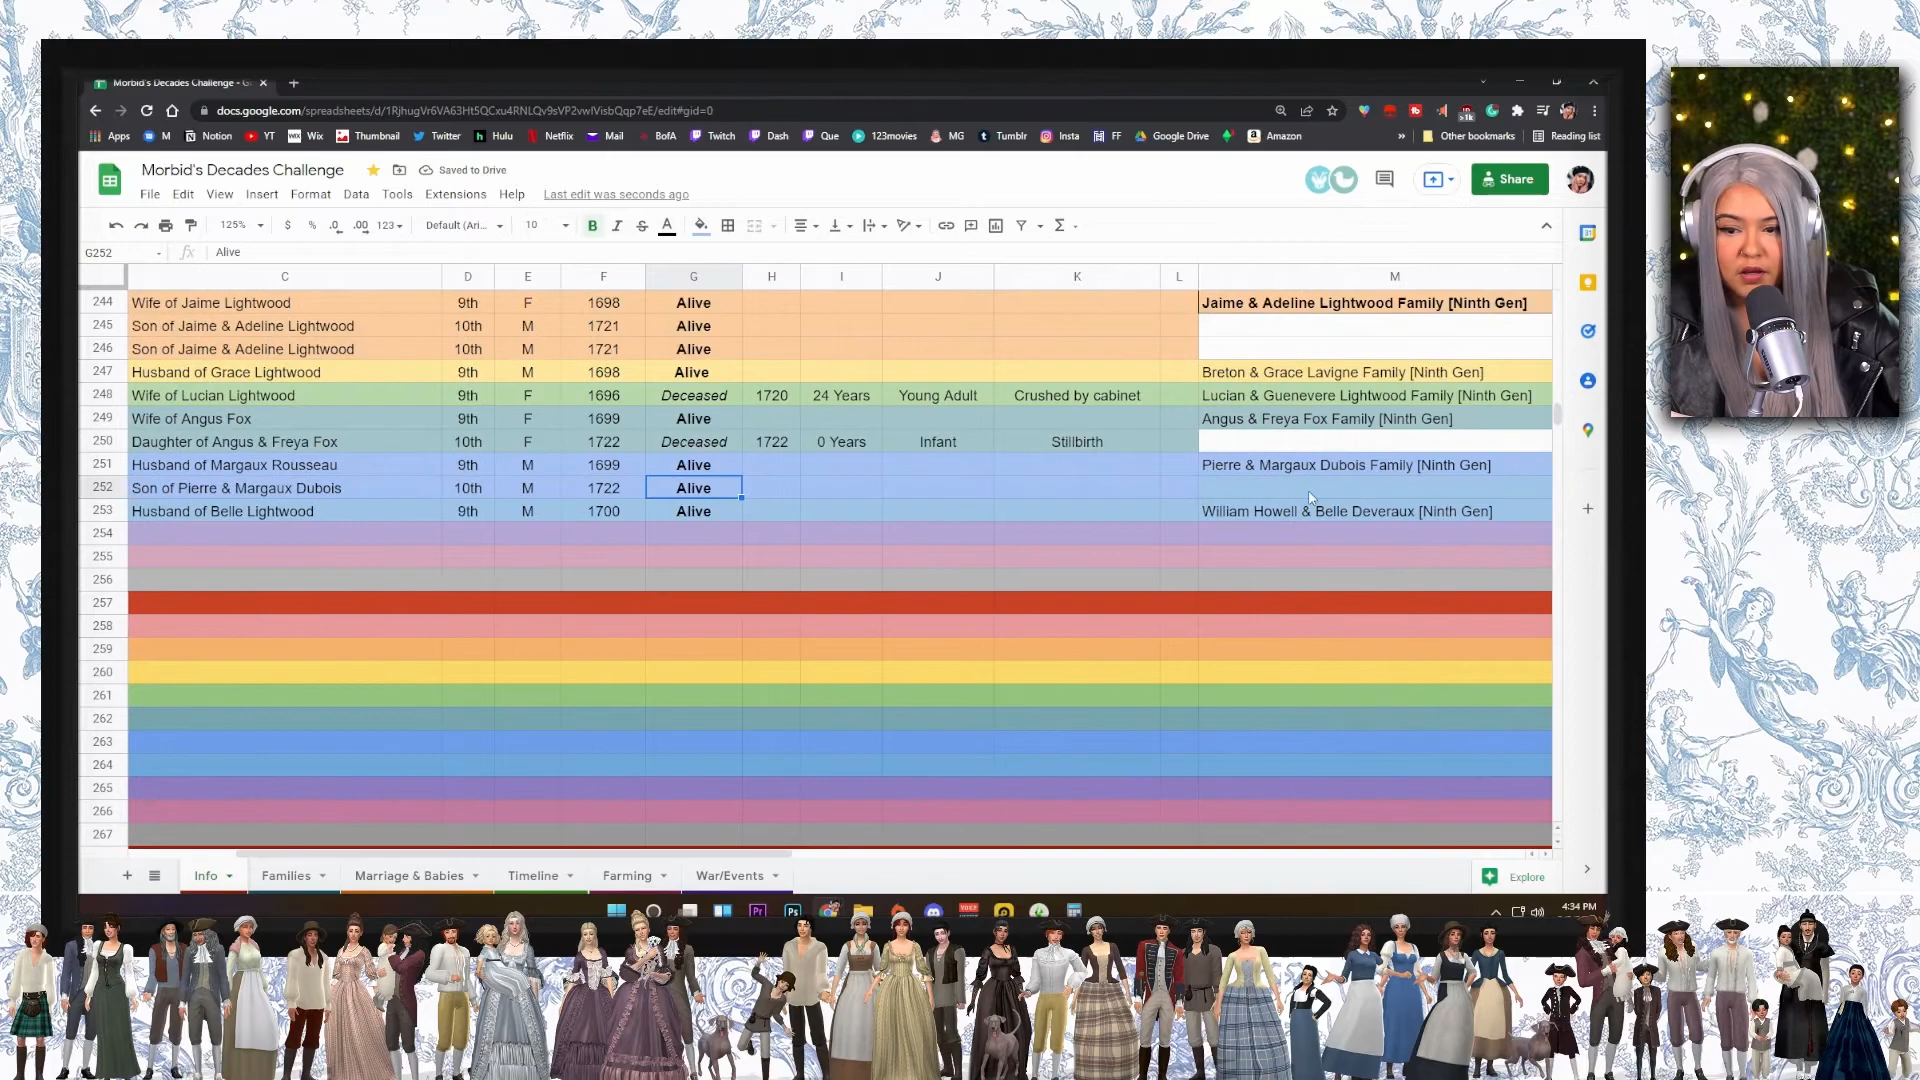 Morbid's Decades Challenge - G
docs.google.com/spreadsheets/d/1RjhugVr6VA63Ht5QCxu4RNLQv9sVP2vwIVisbQqp7eE/edit#gid=0
Apps M Notion YT Wix Thumbnail Twitter Hulu Netflix Mail BofA Twitch Dash Que 123movies MG Tumblr Insta FF Google Drive Amazon » Other bookmarks Reading list
Morbid's Decades Challenge Saved to Drive
Share
File Edit View Insert Format Data Tools Extensions Help Last edit was seconds ago
125% $ % .0 .00 123 Default (Ari... 10 B I S A
G252 fx Alive
C D E F G H I J K L M
244 Wife of Jaime Lightwood 9th F 1698 Alive Jaime & Adeline Lightwood Family [Ninth Gen]
245 Son of Jaime & Adeline Lightwood 10th M 1721 Alive
246 Son of Jaime & Adeline Lightwood 10th M 1721 Alive
247 Husband of Grace Lightwood 9th M 1698 Alive Breton & Grace Lavigne Family [Ninth Gen]
248 Wife of Lucian Lightwood 9th F 1696 Deceased 1720 24 Years Young Adult Crushed by cabinet Lucian & Guenevere Lightwood Family [Ninth Gen]
249 Wife of Angus Fox 9th F 1699 Alive Angus & Freya Fox Family [Ninth Gen]
250 Daughter of Angus & Freya Fox 10th F 1722 Deceased 1722 0 Years Infant Stillbirth
251 Husband of Margaux Rousseau 9th M 1699 Alive Pierre & Margaux Dubois Family [Ninth Gen]
252 Son of Pierre & Margaux Dubois 10th M 1722 Alive
253 Husband of Belle Lightwood 9th M 1700 Alive William Howell & Belle Deveraux [Ninth Gen]
254
255
256
257
258
259
260
261
262
263
264
265
266
267
Info Families Marriage & Babies Timeline Farming War/Events Explore
4:34 PM